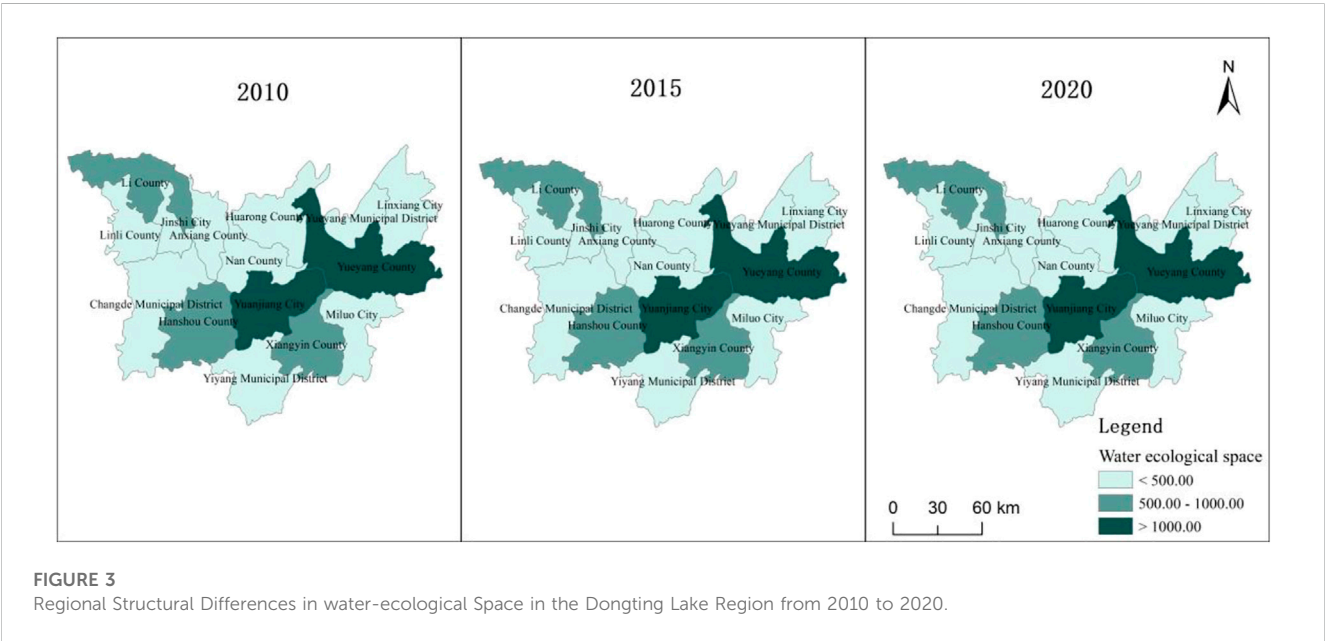 2010
Li County
Jinshi City
Linli County
Anxiang County
Huarong County
Yueyang Municipal District
Linxiang City
Nan County
Yueyang County
Changde Municipal District
Yuanjiang City
Hanshou County
Miluo City
Xiangyin County
Yiyang Municipal District
2015
Li County
Jinshi City
Linli County
Anxiang County
Huarong County
Yueyang Municipal District
Linxiang City
Nan County
Yueyang County
Changde Municipal District
Yuanjiang City
Hanshou County
Miluo City
Xiangyin County
Yiyang Municipal District
2020
N
Li County
Jinshi City
Linli County
Anxiang County
Huarong County
Yueyang Municipal District
Linxiang City
Nan County
Yueyang County
Changde Municipal District
Yuanjiang City
Hanshou County
Miluo City
Xiangyin County
Yiyang Municipal District
Legend
Water ecological space
< 500.00
500.00 - 1000.00
> 1000.00
0 30 60 km
FIGURE 3
Regional Structural Differences in water-ecological Space in the Dongting Lake Region from 2010 to 2020.